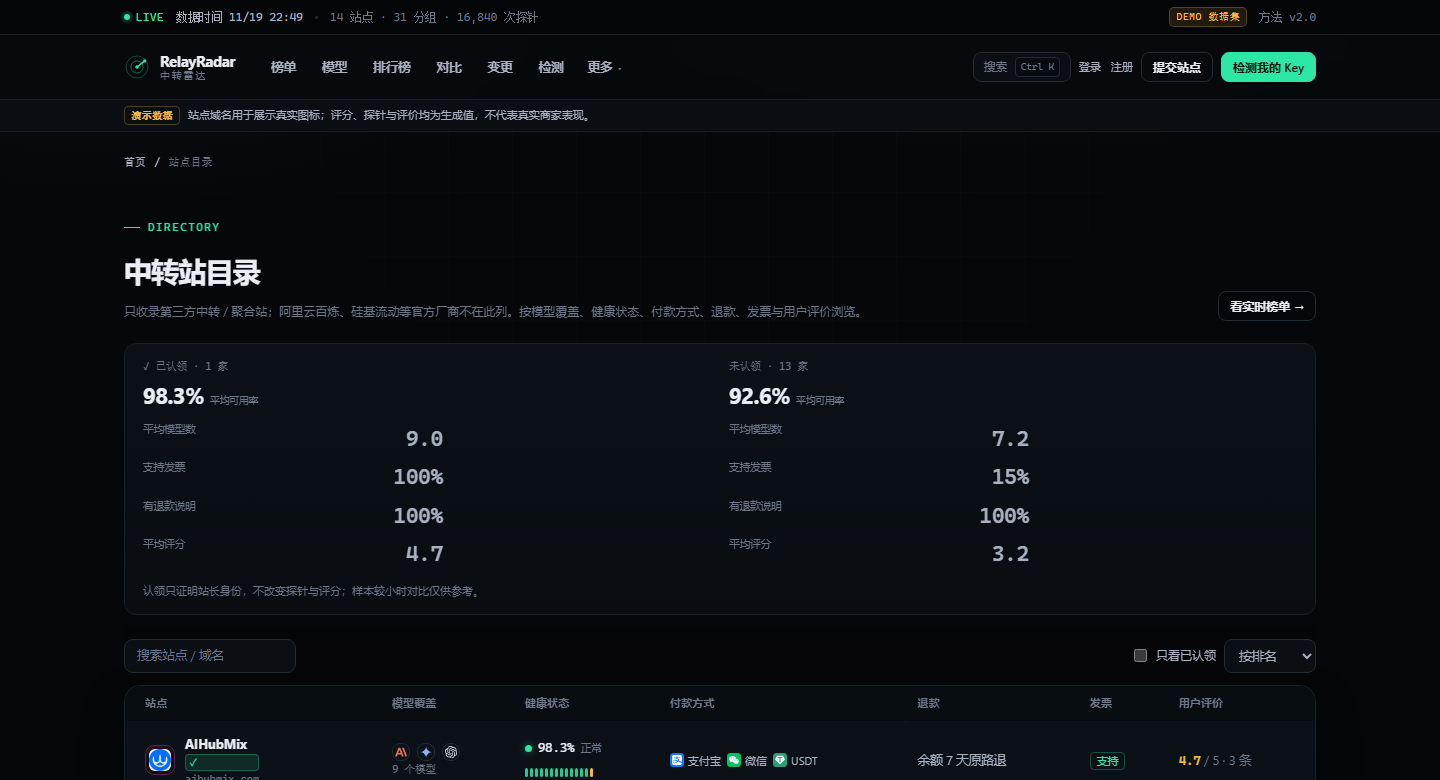 LIVE 数据时间 11/19 22:49 · 14 站点 · 31 分组 · 16,840 次探针 DEMO 数据集 方法 v2.0
RelayRadar
中转雷达
榜单 模型 排行榜 对比 变更 检测 更多
搜索 Ctrl K 登录 注册 提交站点 检测我的 Key
演示数据 站点域名用于展示真实图标；评分、探针与评价均为生成值，不代表真实商家表现。
首页 / 站点目录
DIRECTORY
中转站目录
只收录第三方中转 / 聚合站；阿里云百炼、硅基流动等官方厂商不在此列。按模型覆盖、健康状态、付款方式、退款、发票与用户评价浏览。
看实时榜单 →
✓ 已认领 · 1 家
98.3% 平均可用率
平均模型数 9.0
支持发票 100%
有退款说明 100%
平均评分 4.7
未认领 · 13 家
92.6% 平均可用率
平均模型数 7.2
支持发票 15%
有退款说明 100%
平均评分 3.2
认领只证明站长身份，不改变探针与评分；样本较小时对比仅供参考。
搜索站点 / 域名 只看已认领 按排名
站点 模型覆盖 健康状态 付款方式 退款 发票 用户评价
AIHubMix
✓
aihubmix.com
9 个模型
98.3% 正常
支付宝 微信 USDT
余额 7 天原路退
支持
4.7 / 5 · 3 条